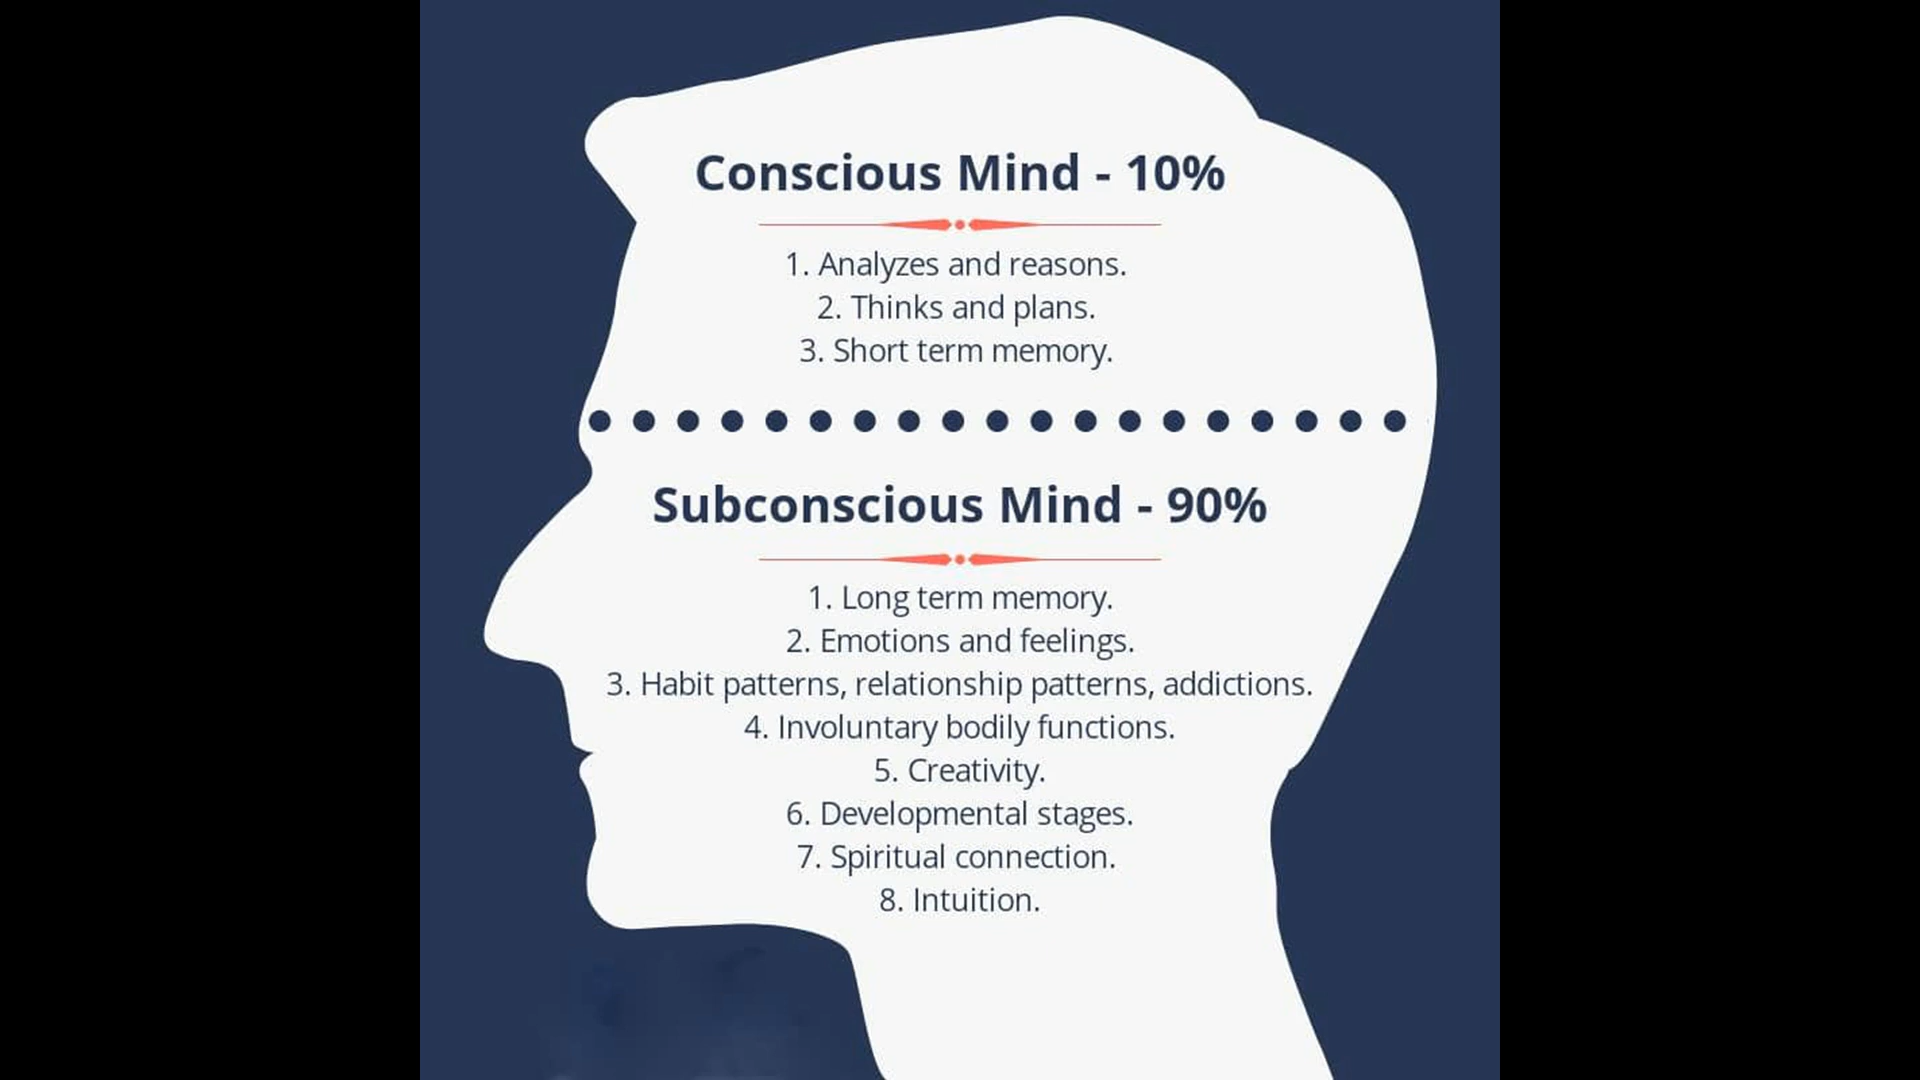 Conscious Mind - 10%
1. Analyzes and reasons.
2. Thinks and plans.
3. Short term memory.
Subconscious Mind - 90%
1. Long term memory.
2. Emotions and feelings.
3. Habit patterns, relationship patterns, addictions.
4. Involuntary bodily functions.
5. Creativity.
6. Developmental stages.
7. Spiritual connection.
8. Intuition.